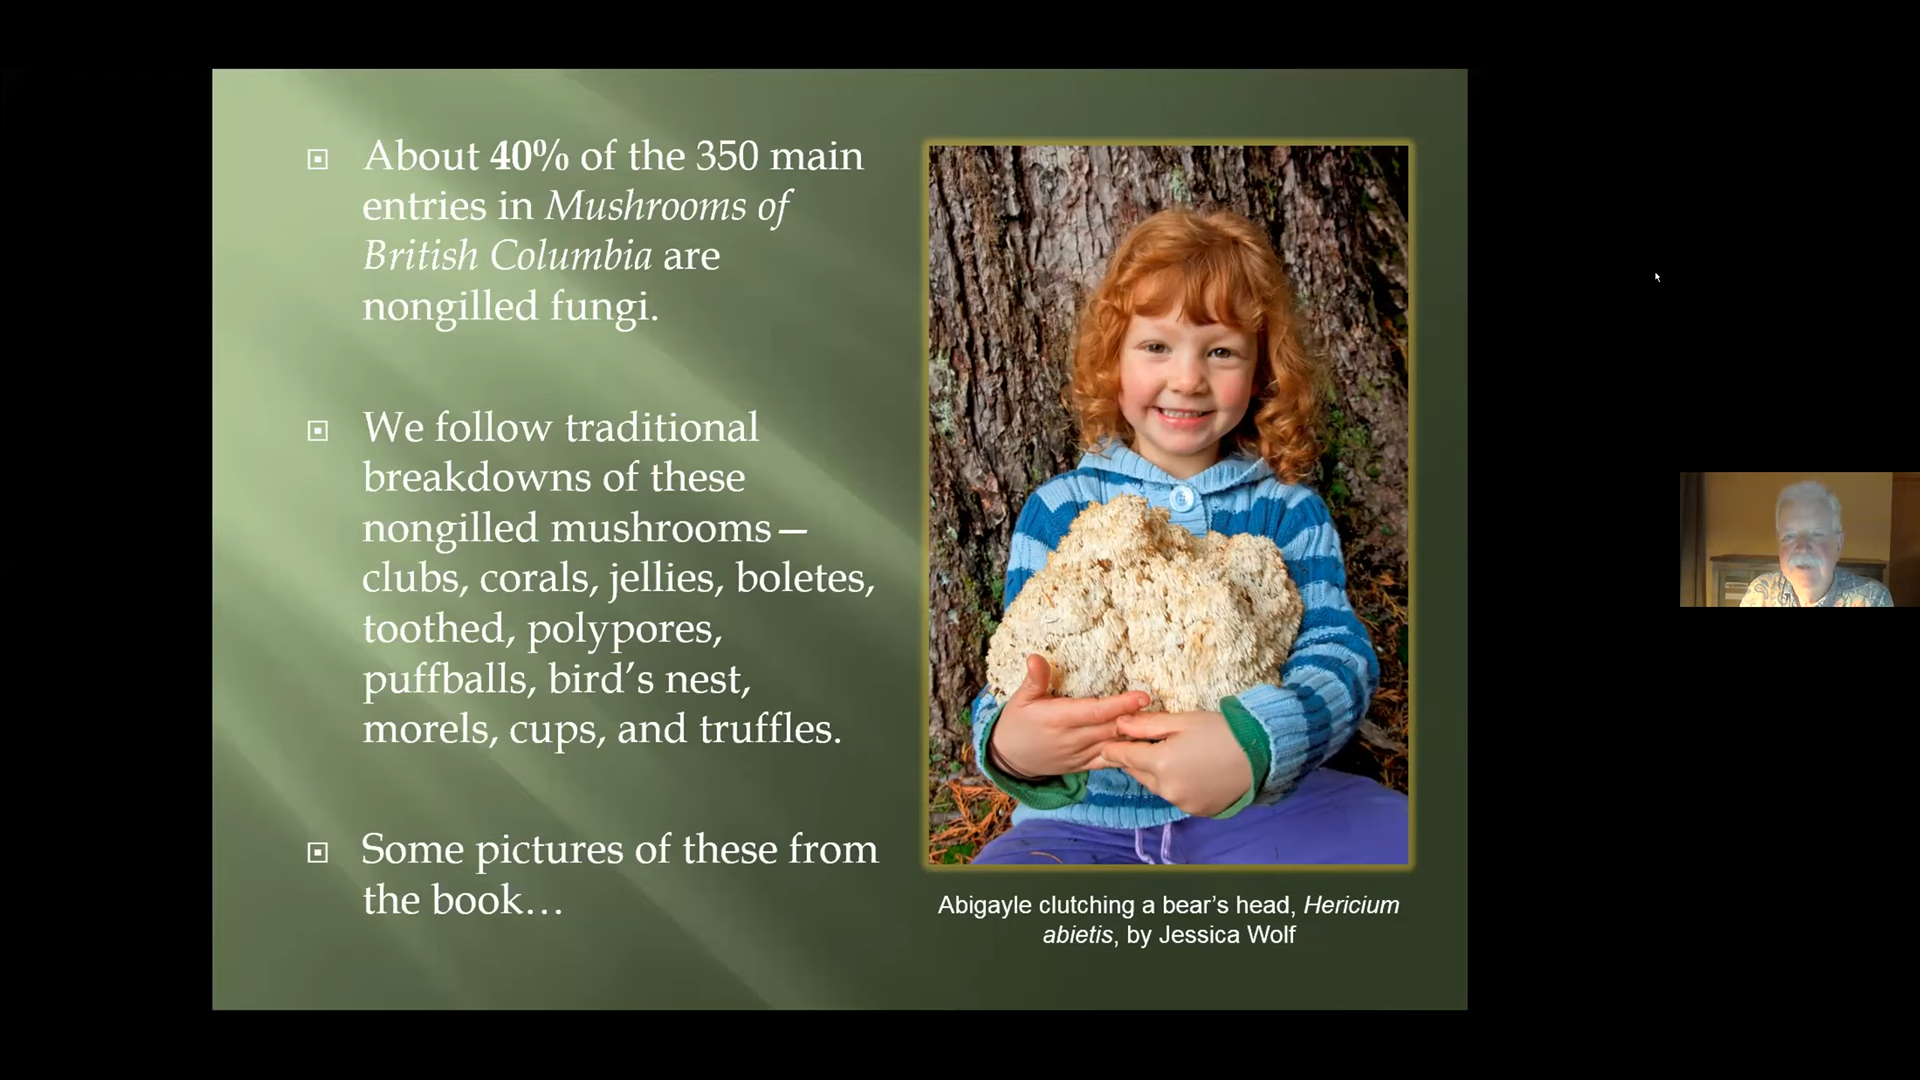 About 40% of the 350 main
entries in Mushrooms of
British Columbia are
nongilled fungi.
We follow traditional
breakdowns of these
nongilled mushrooms—
clubs, corals, jellies, boletes,
toothed, polypores,
puffballs, bird’s nest,
morels, cups, and truffles.
Some pictures of these from
the book…
Abigayle clutching a bear’s head, Hericium
abietis, by Jessica Wolf